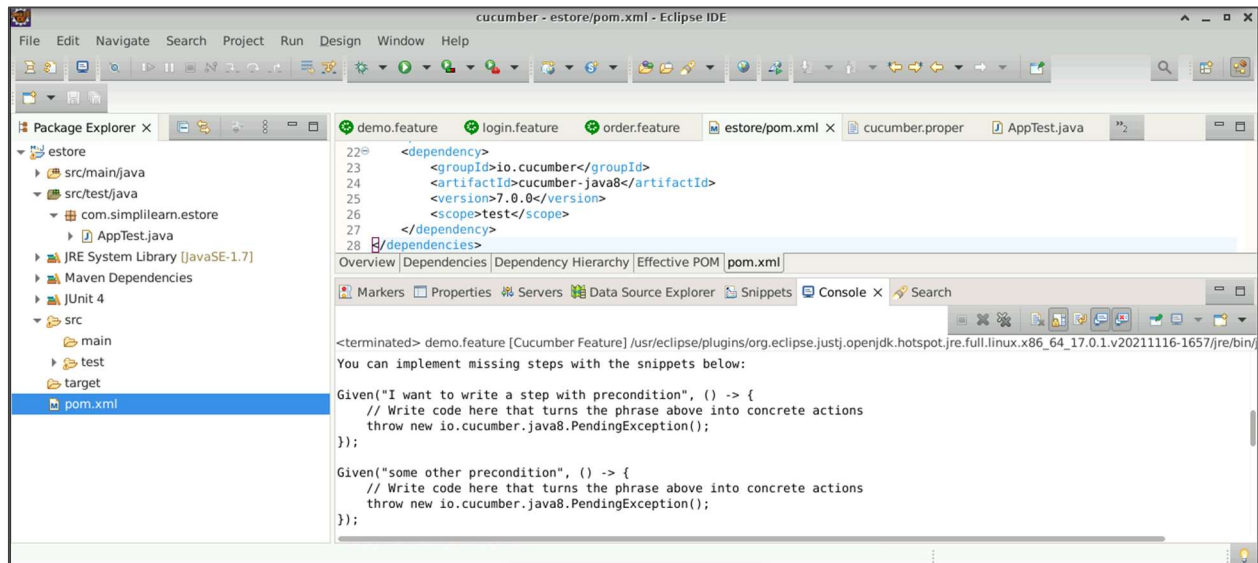 cucumber - estore/pom.xml - Eclipse IDE
File Edit Navigate Search Project Run Design Window Help
Package Explorer
estore
src/main/java
src/test/java
com.simplilearn.estore
AppTest.java
JRE System Library [JavaSE-1.7]
Maven Dependencies
JUnit 4
src
main
test
target
pom.xml
demo.feature login.feature order.feature estore/pom.xml cucumber.proper AppTest.java »2
22 <dependency>
23 <groupId>io.cucumber</groupId>
24 <artifactId>cucumber-java8</artifactId>
25 <version>7.0.0</version>
26 <scope>test</scope>
27 </dependency>
28 </dependencies>
Overview Dependencies Dependency Hierarchy Effective POM pom.xml
Markers Properties Servers Data Source Explorer Snippets Console Search
<terminated> demo.feature [Cucumber Feature] /usr/eclipse/plugins/org.eclipse.justj.openjdk.hotspot.jre.full.linux.x86_64_17.0.1.v20211116-1657/jre/bin/j
You can implement missing steps with the snippets below:
Given("I want to write a step with precondition", () -> {
// Write code here that turns the phrase above into concrete actions
throw new io.cucumber.java8.PendingException();
});
Given("some other precondition", () -> {
// Write code here that turns the phrase above into concrete actions
throw new io.cucumber.java8.PendingException();
});